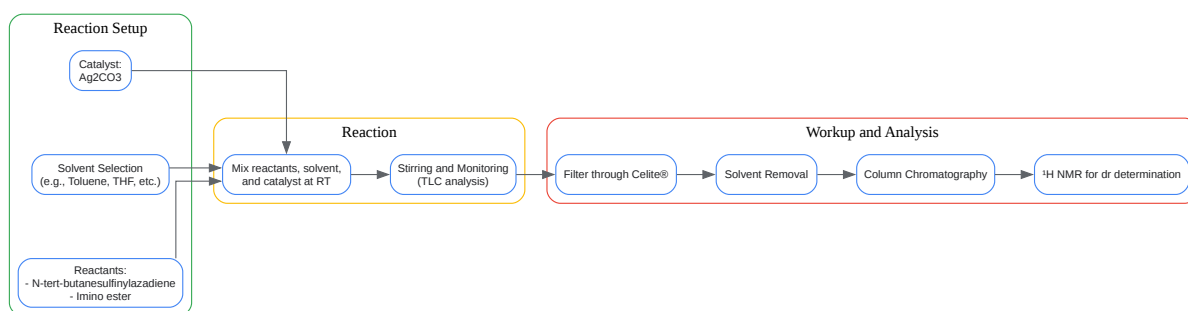 Reaction Setup
Catalyst:
Ag2CO3
Solvent Selection
(e.g., Toluene, THF, etc.)
Reactants:
- N-tert-butanesulfinylazadiene
- Imino ester
Reaction
Mix reactants, solvent,
and catalyst at RT
Stirring and Monitoring
(TLC analysis)
Workup and Analysis
Filter through Celite®
Solvent Removal
Column Chromatography
¹H NMR for dr determination